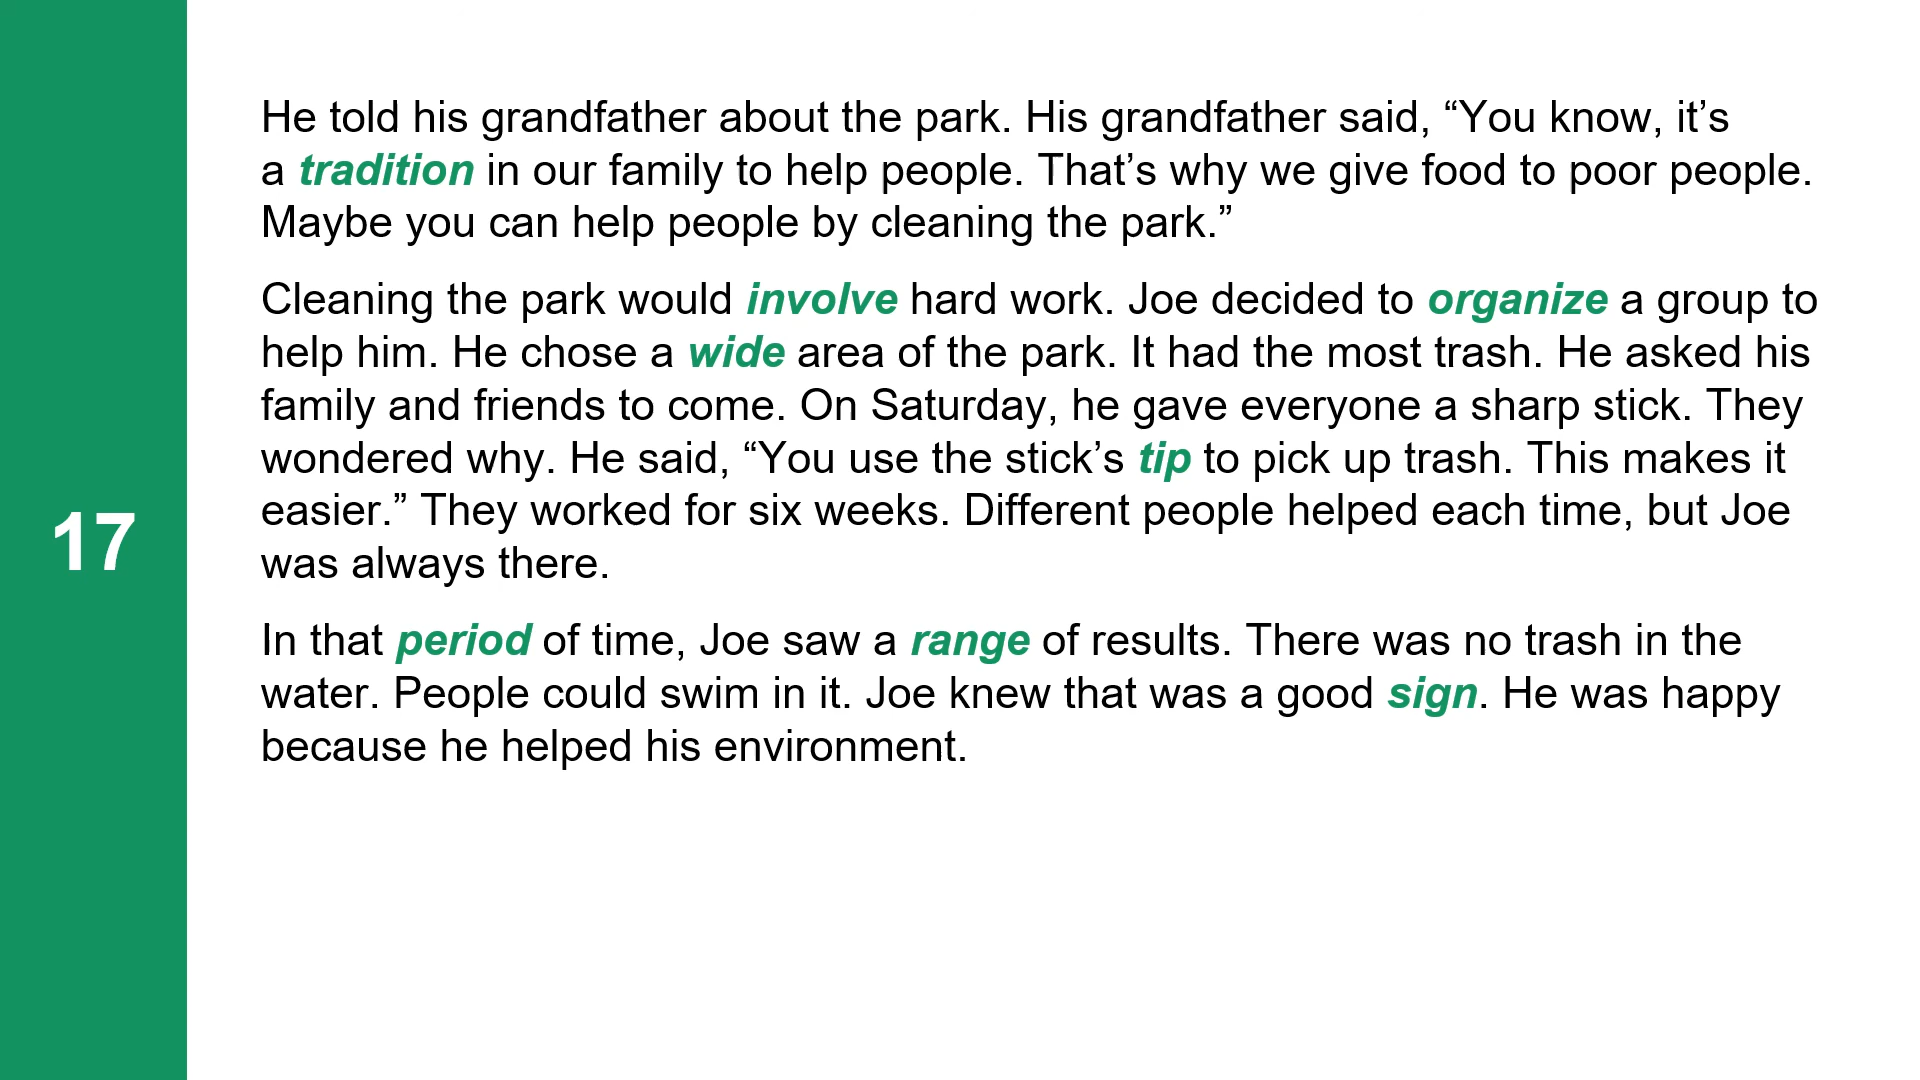 He told his grandfather about the park. His grandfather said, “You know, it’s
a tradition in our family to help people. That’s why we give food to poor people.
Maybe you can help people by cleaning the park.”
Cleaning the park would involve hard work. Joe decided to organize a group to
help him. He chose a wide area of the park. It had the most trash. He asked his
family and friends to come. On Saturday, he gave everyone a sharp stick. They
wondered why. He said, “You use the stick’s tip to pick up trash. This makes it
easier.” They worked for six weeks. Different people helped each time, but Joe
was always there.
17
In that period of time, Joe saw a range of results. There was no trash in the
water. People could swim in it. Joe knew that was a good sign. He was happy
because he helped his environment.